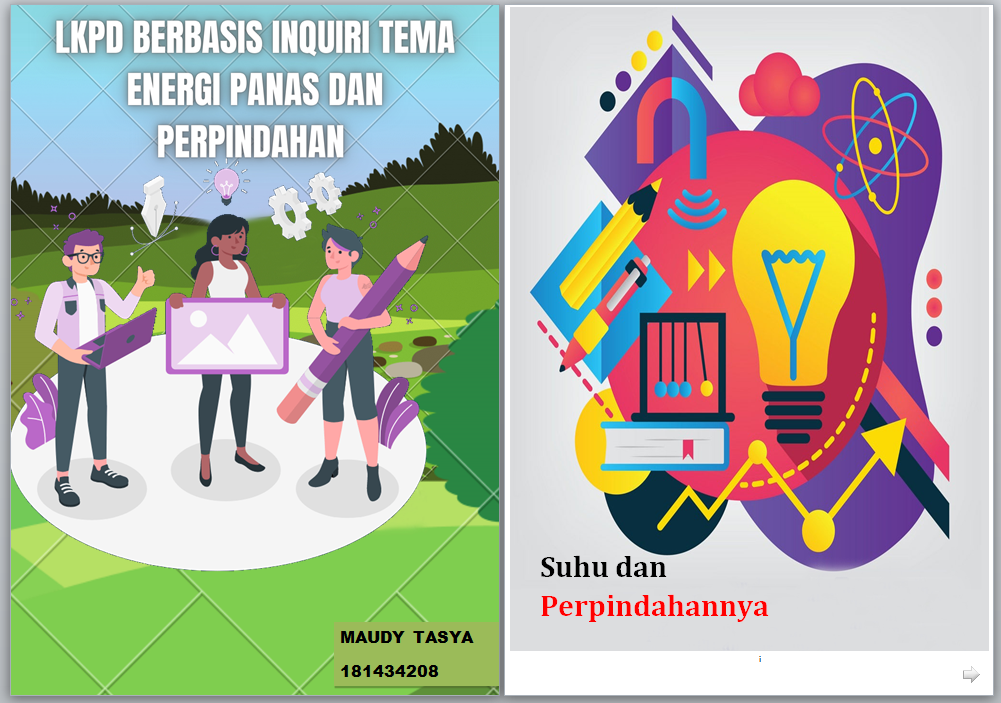 LKPD BERBASIS INQUIRI TEMA
ENERGI PANAS DAN
PERPINDAHAN
MAUDY TASYA
181434208
Suhu dan
Perpindahannya
i